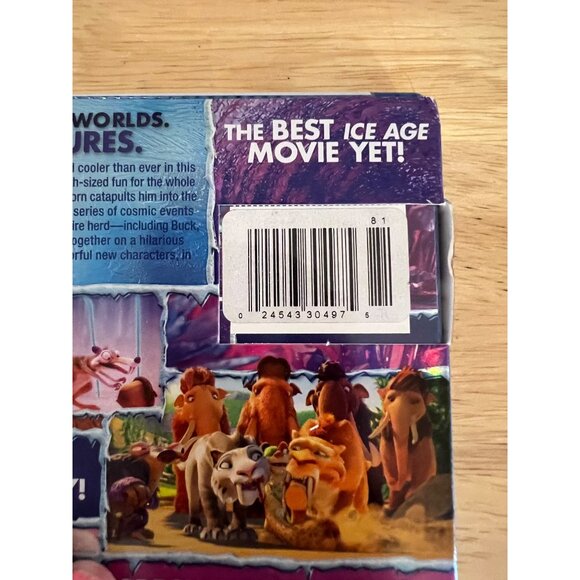 WORLDS.
URES.
cooler than ever in this
-sized fun for the whole
orn catapults him into the
series of cosmic events
ire herd—including Buck,
ogether on a hilarious
orful new characters, in
THE BEST ICE AGE
MOVIE YET!
81
0 24543 30497 5
!